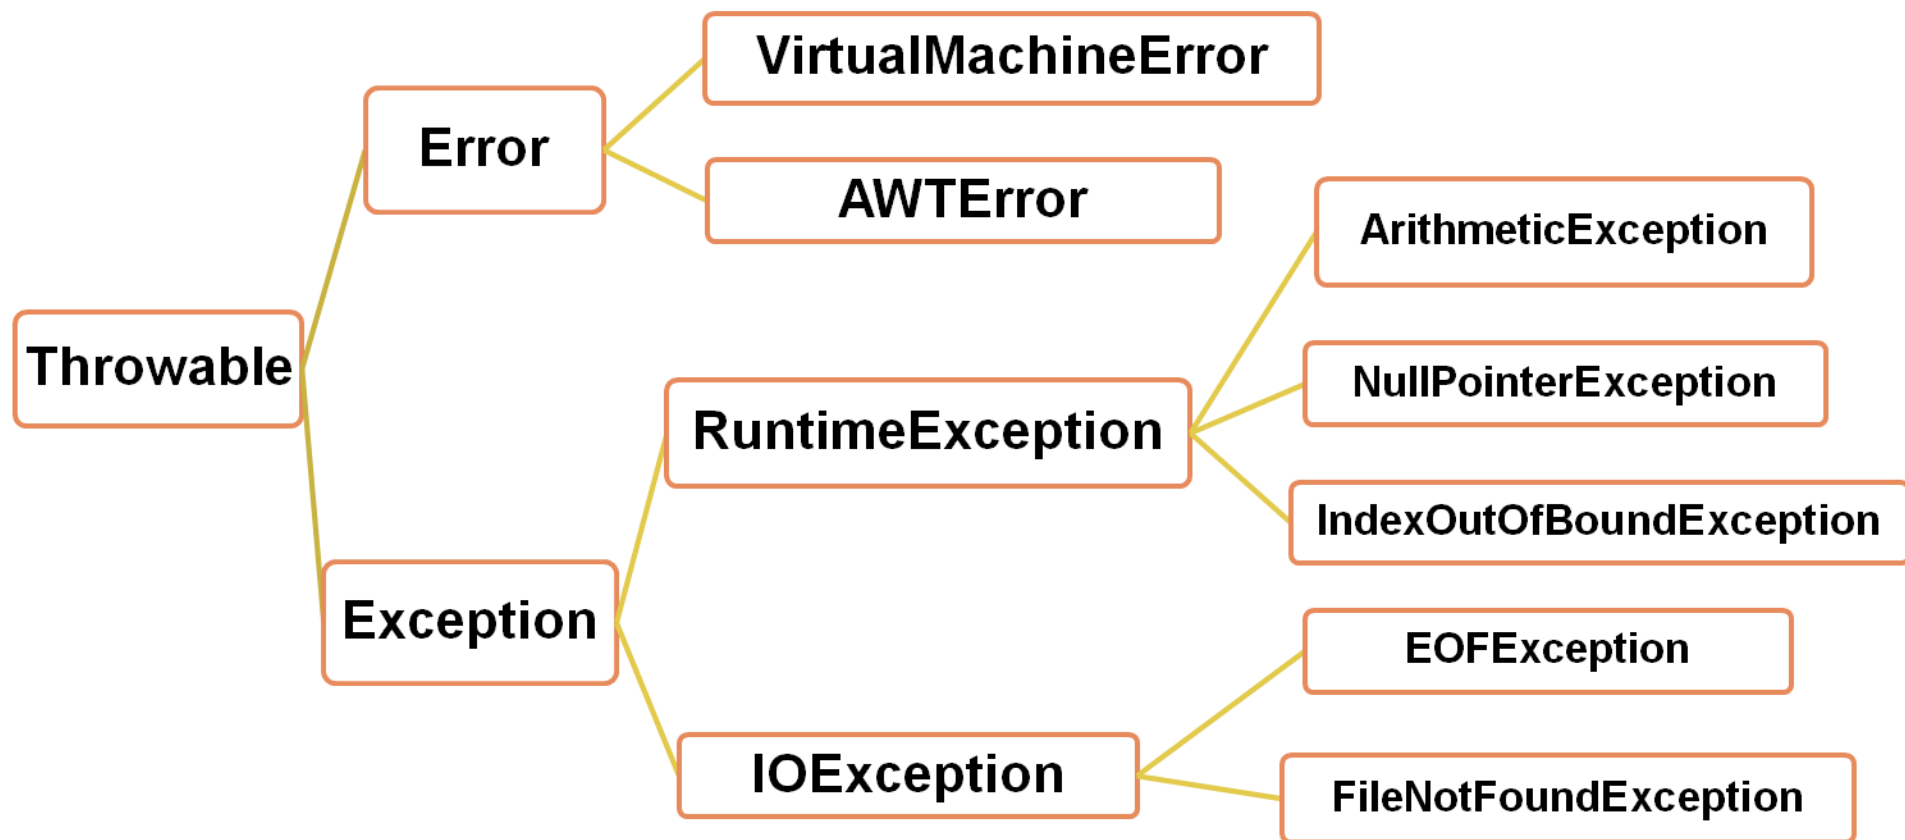 VirtualMachineError
Error
AWTError
ArithmeticException
Throwable
NullPointerException
RuntimeException
IndexOutOfBoundException
Exception
EOFException
IOException
FileNotFoundException